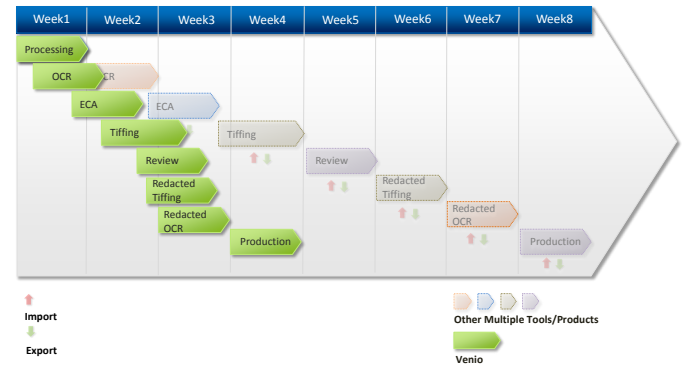 Week1 Week2 Week3 Week4 Week5 Week6 Week7 Week8
Processing
OCR
ECA ECA
Tiffing Tiffing
Review Review
Redacted
Tiffing
Redacted
Tiffing
Redacted
OCR
Redacted
OCR
Production Production
Import
Export
Other Multiple Tools/Products
Venio